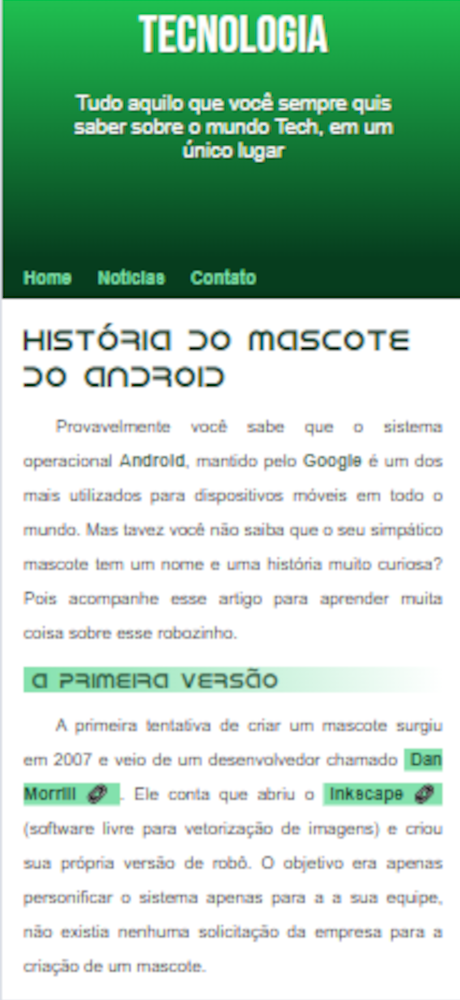 TECNOLOGIA
Tudo aquilo que você sempre quis
saber sobre o mundo Tech, em um
único lugar
Home Notícias Contato
HISTÓRIA DO MASCOTE
DO ANDROID
Provavelmente você sabe que o sistema
operacional Android, mantido pelo Google é um dos
mais utilizados para dispositivos móveis em todo o
mundo. Mas tavez você não saiba que o seu simpático
mascote tem um nome e uma história muito curiosa?
Pois acompanhe esse artigo para aprender muita
coisa sobre esse robozinho.
A PRIMEIRA VERSÃO
A primeira tentativa de criar um mascote surgiu
em 2007 e veio de um desenvolvedor chamado Dan
Morrill . Ele conta que abriu o Inkscape
(software livre para vetorização de imagens) e criou
sua própria versão de robô. O objetivo era apenas
personificar o sistema apenas para a a sua equipe,
não existia nenhuma solicitação da empresa para a
criação de um mascote.